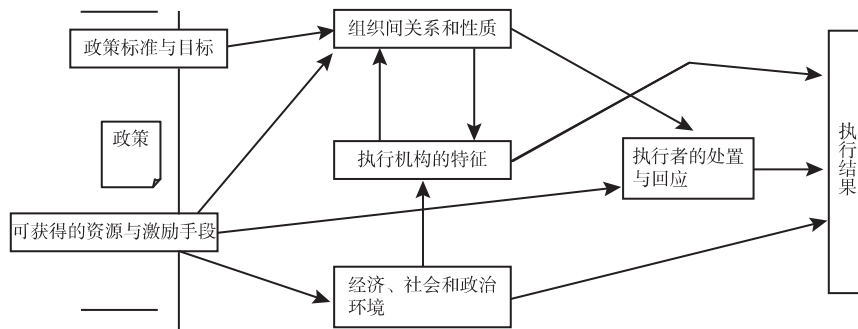 组织间关系和性质
政策标准与目标
政策
执行机构的特征
执行者的处置
与回应
执行结果
可获得的资源与激励手段
经济、社会和政治
环境